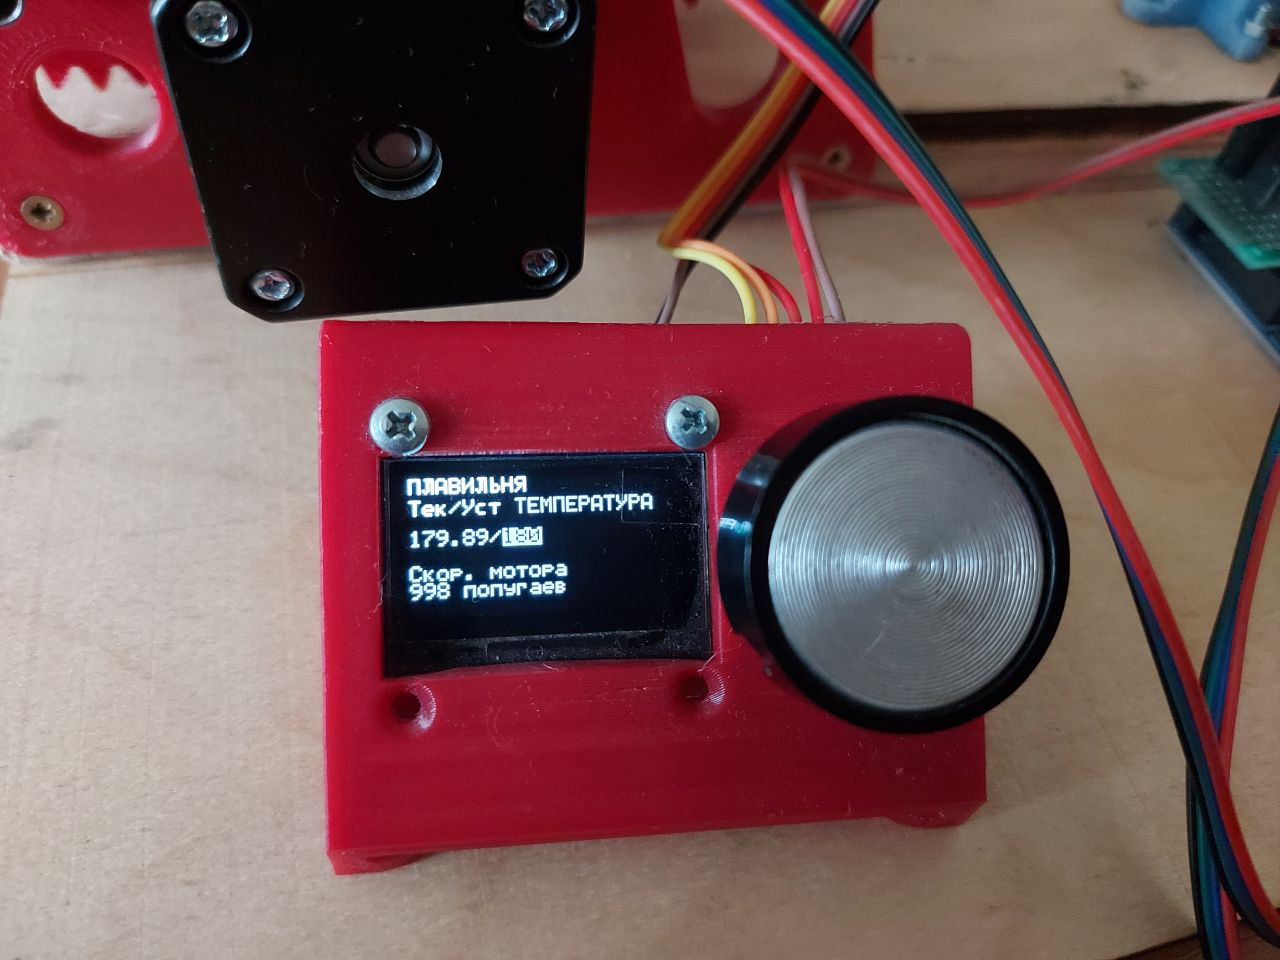 ПЛАВИЛЬНЯ
Тек/Уст ТЕМПЕРАТУРА
179.89/180
Скор. мотора
998 попугаев